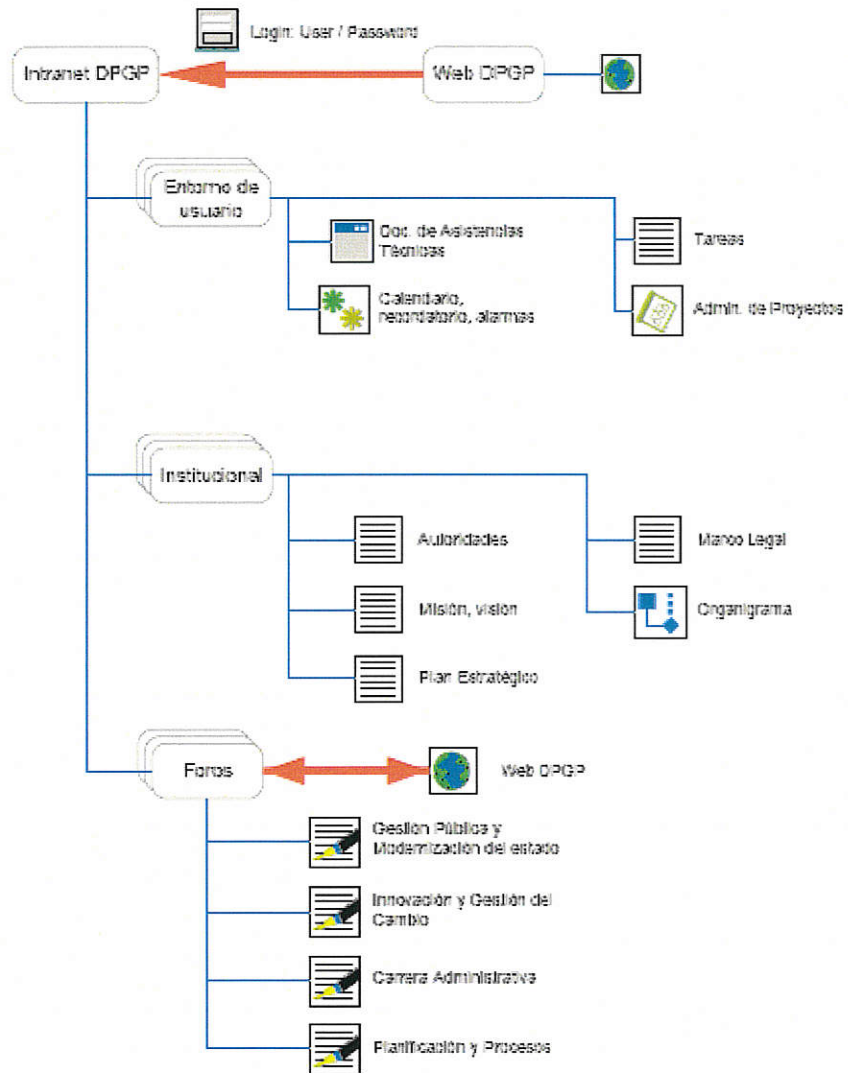 Login: User / Password
Intranet DPGP
Web DPGP
Entorno de
usuario
Doc. de Asistencias
Técnicas
Tareas
Calendario,
recordatorio, alarmas
Admin. de Proyectos
Institucional
Autoridades
Marco Legal
Misión, visión
Organigrama
Plan Estratégico
Foros
Web DPGP
Gestión Pública y
Modernización del estado
Innovación y Gestión del
Cambio
Carrera Administrativa
Planificación y Procesos